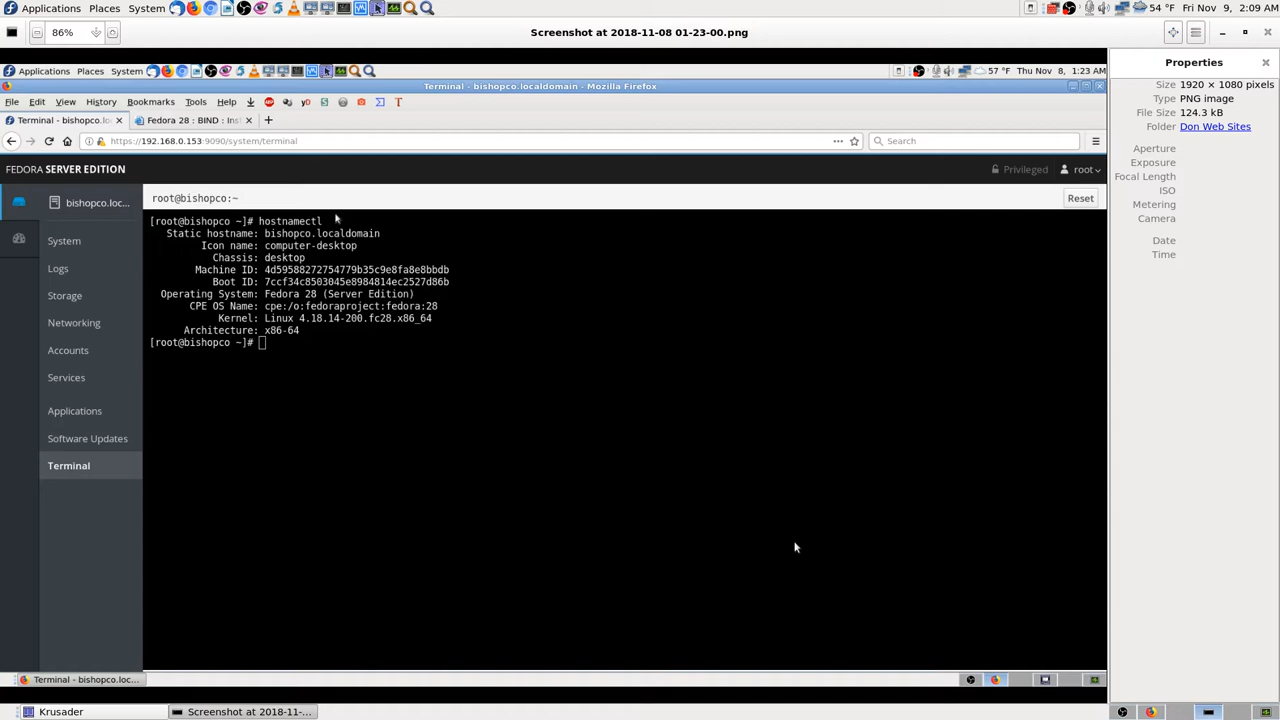 Applications Places System 54 °F Fri Nov 9, 2:09 AM
86% Screenshot at 2018-11-08 01-23-00.png
Properties
Size 1920 × 1080 pixels
Type PNG image
File Size 124.3 kB
Folder Don Web Sites
Aperture
Exposure
Focal Length
ISO
Metering
Camera
Date
Time
Applications Places System 57 °F Thu Nov 8, 1:23 AM
Terminal - bishopco.localdomain - Mozilla Firefox
File Edit View History Bookmarks Tools Help
Terminal - bishopco.lo Fedora 28 : BIND : Inst
https://192.168.0.153:9090/system/terminal Search
FEDORA SERVER EDITION Privileged root
bishopco.loc...
System
Logs
Storage
Networking
Accounts
Services
Applications
Software Updates
Terminal
root@bishopco:~ Reset
[root@bishopco ~]# hostnamectl
Static hostname: bishopco.localdomain
Icon name: computer-desktop
Chassis: desktop
Machine ID: 4d59588272754779b35c9e8fa8e8bbdb
Boot ID: 7ccf34c8503045e8984814ec2527d86b
Operating System: Fedora 28 (Server Edition)
CPE OS Name: cpe:/o:fedoraproject:fedora:28
Kernel: Linux 4.18.14-200.fc28.x86_64
Architecture: x86-64
[root@bishopco ~]#
Terminal - bishopco.loc...
Krusader Screenshot at 2018-11-...